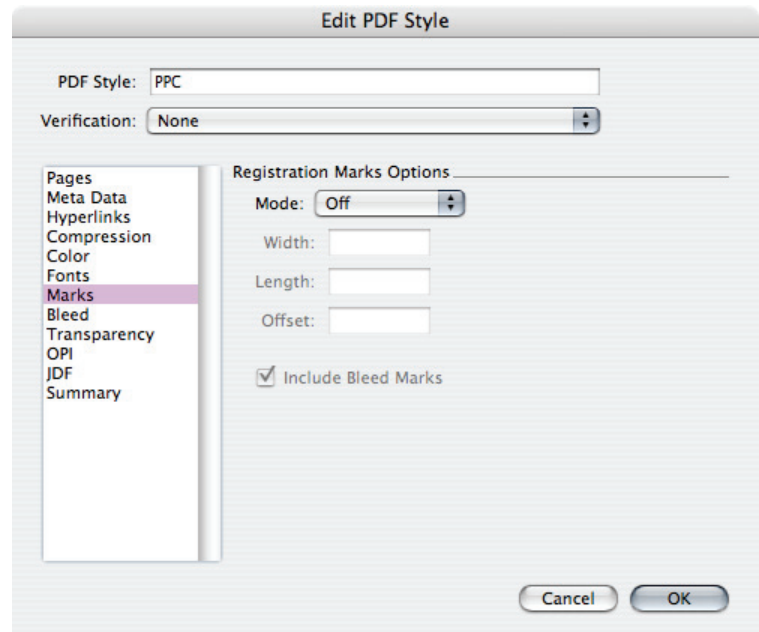 Edit PDF Style
PDF Style: PPC
Verification: None
Pages
Meta Data
Hyperlinks
Compression
Color
Fonts
Marks
Bleed
Transparency
OPI
JDF
Summary
Registration Marks Options
Mode: Off
Width:
Length:
Offset:
Include Bleed Marks
Cancel OK